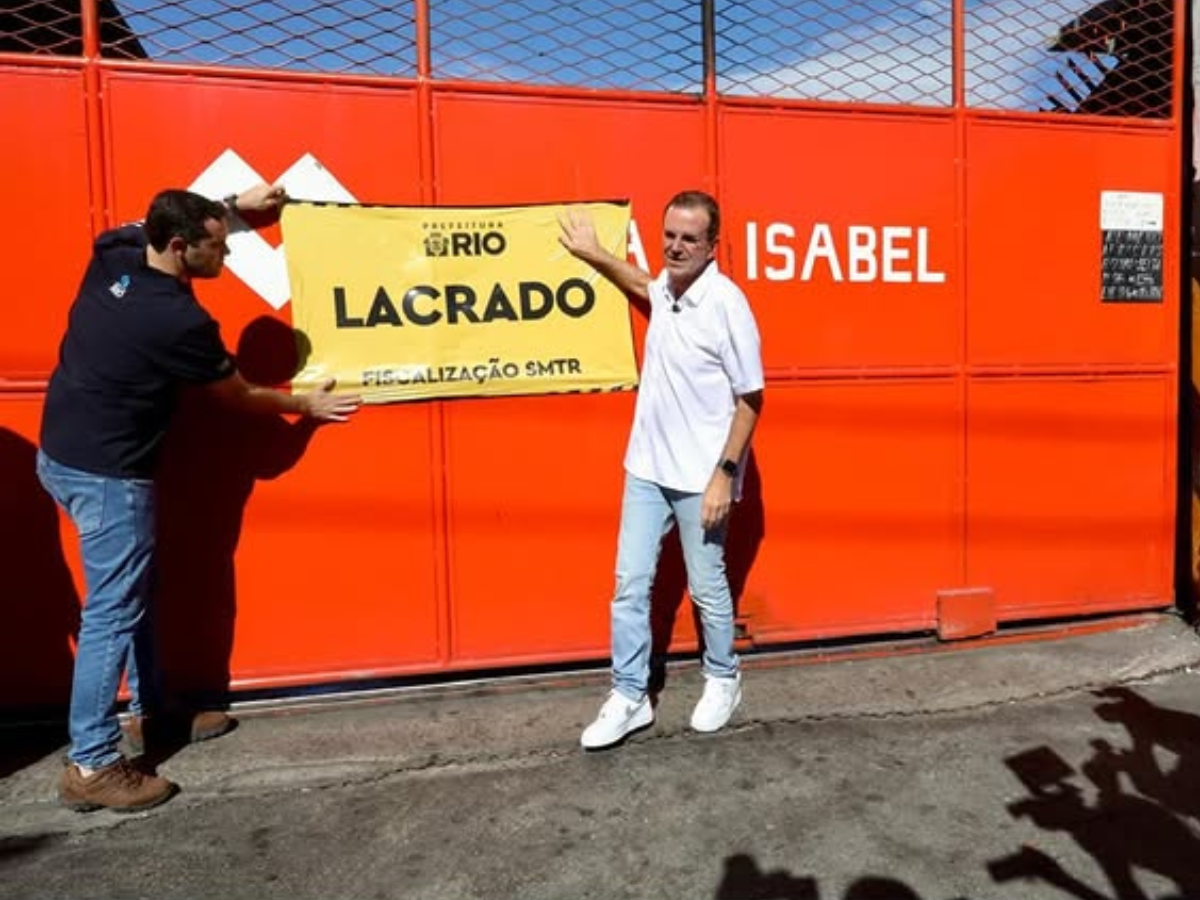 PREFEITURA
RIO
LACRADO
FISCALIZAÇÃO SMTR
A ISABEL